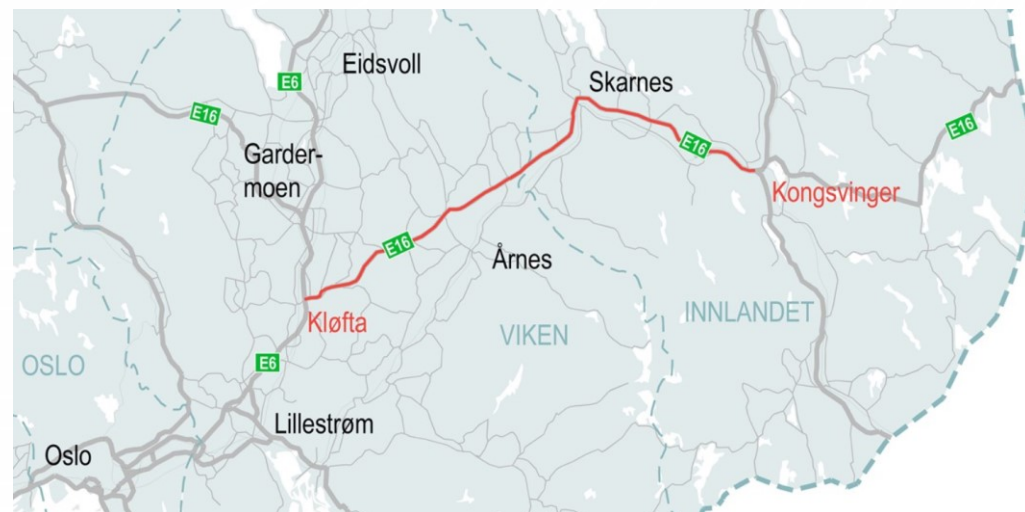 Eidsvoll
E6
Skarnes
E16
E16
Garder-
moen
E16
Kongsvinger
E16
Årnes
Kløfta
INNLANDET
VIKEN
E6
OSLO
Lillestrøm
Oslo